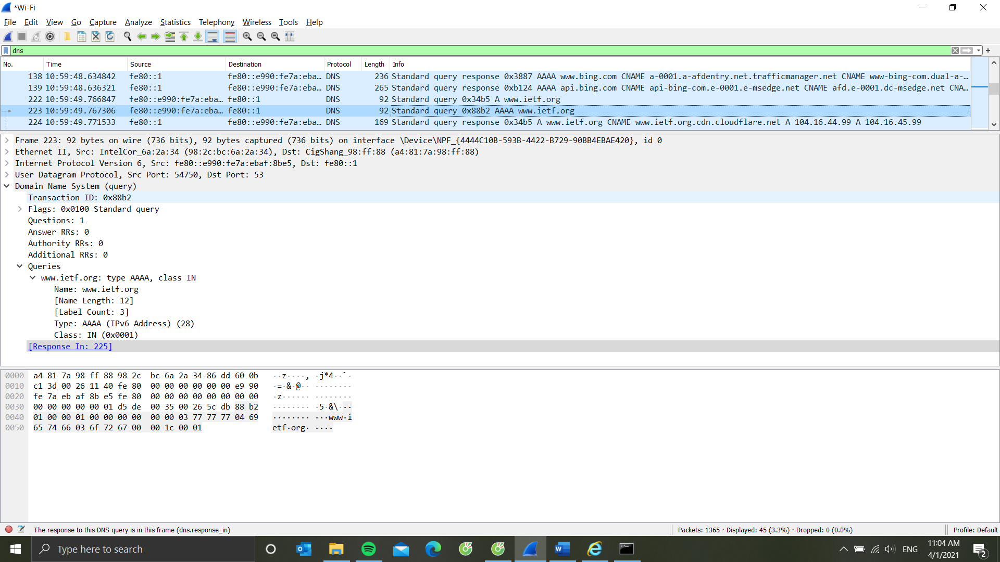 *Wi-Fi
File Edit View Go Capture Analyze Statistics Telephony Wireless Tools Help
dns
No. Time Source Destination Protocol Length Info
138 10:59:48.634842 fe80::1 fe80::e990:fe7a:eba… DNS 236 Standard query response 0x3887 AAAA www.bing.com CNAME a-0001.a-afdentry.net.trafficmanager.net CNAME www-bing-com.dual-a-…
139 10:59:48.636321 fe80::1 fe80::e990:fe7a:eba… DNS 265 Standard query response 0xb124 AAAA api.bing.com CNAME api-bing-com.e-0001.e-msedge.net CNAME afd.e-0001.dc-msedge.net CNA…
222 10:59:49.766847 fe80::e990:fe7a:eba… fe80::1 DNS 92 Standard query 0x34b5 A www.ietf.org
223 10:59:49.767306 fe80::e990:fe7a:eba… fe80::1 DNS 92 Standard query 0x88b2 AAAA www.ietf.org
224 10:59:49.771533 fe80::1 fe80::e990:fe7a:eba… DNS 169 Standard query response 0x34b5 A www.ietf.org CNAME www.ietf.org.cdn.cloudflare.net A 104.16.44.99 A 104.16.45.99
Frame 223: 92 bytes on wire (736 bits), 92 bytes captured (736 bits) on interface \Device\NPF_{4444C10B-593B-4422-B729-90BB4EBAE420}, id 0
Ethernet II, Src: IntelCor_6a:2a:34 (98:2c:bc:6a:2a:34), Dst: CigShang_98:ff:88 (a4:81:7a:98:ff:88)
Internet Protocol Version 6, Src: fe80::e990:fe7a:ebaf:8be5, Dst: fe80::1
User Datagram Protocol, Src Port: 54750, Dst Port: 53
Domain Name System (query)
Transaction ID: 0x88b2
Flags: 0x0100 Standard query
Questions: 1
Answer RRs: 0
Authority RRs: 0
Additional RRs: 0
Queries
www.ietf.org: type AAAA, class IN
Name: www.ietf.org
[Name Length: 12]
[Label Count: 3]
Type: AAAA (IPv6 Address) (28)
Class: IN (0x0001)
[Response In: 225]
0000 a4 81 7a 98 ff 88 98 2c bc 6a 2a 34 86 dd 60 0b ··z····, ·j*4··`·
0010 c1 3d 00 26 11 40 fe 80 00 00 00 00 00 00 e9 90 ·=·&·@·· ········
0020 fe 7a eb af 8b e5 fe 80 00 00 00 00 00 00 00 00 ·z······ ········
0030 00 00 00 00 00 01 d5 de 00 35 00 26 5c db 88 b2 ········ ·5·&\···
0040 01 00 00 01 00 00 00 00 00 00 03 77 77 77 04 69 ········ ···www·i
0050 65 74 66 03 6f 72 67 00 00 1c 00 01 etf·org· ····
The response to this DNS query is in this frame (dns.response_in) Packets: 1365 · Displayed: 45 (3.3%) · Dropped: 0 (0.0%) Profile: Default
Type here to search
ENG
11:04 AM
4/1/2021
2